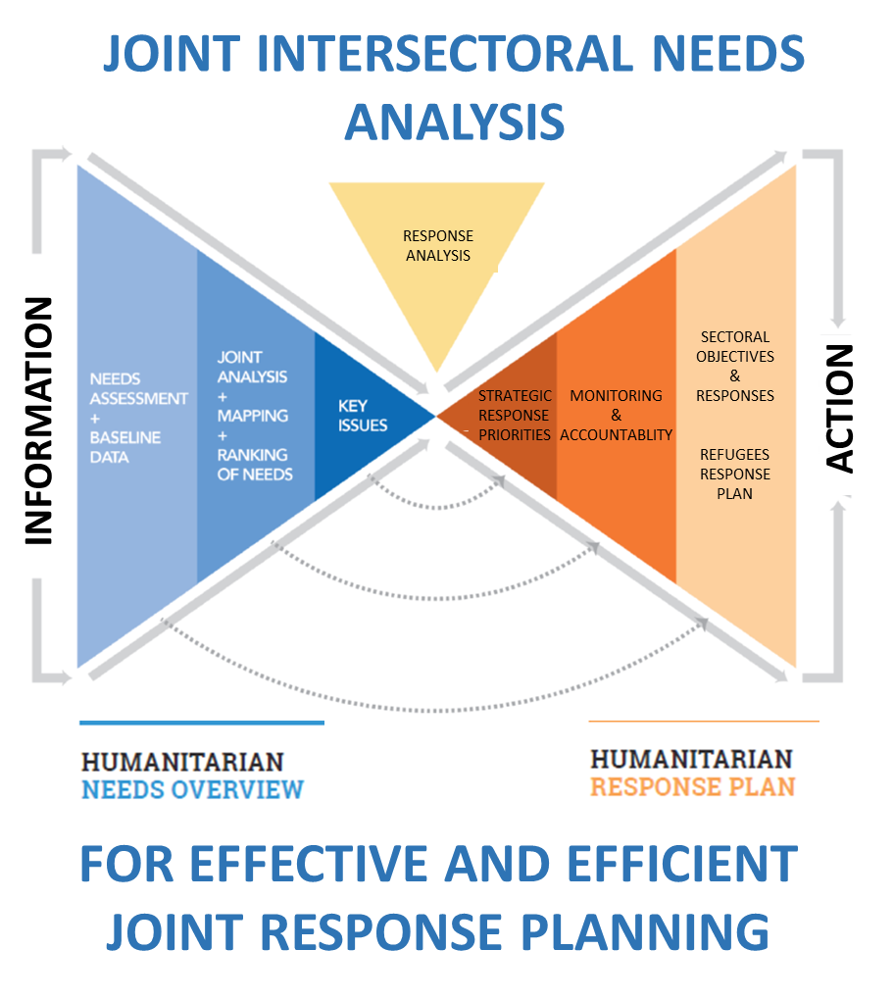 JOINT INTERSECTORAL NEEDS
ANALYSIS
RESPONSE
ANALYSIS
INFORMATION
NEEDS
ASSESSMENT
+
BASELINE
DATA
JOINT
ANALYSIS
+
MAPPING
+
RANKING
OF NEEDS
KEY
ISSUES
STRATEGIC
RESPONSE
PRIORITIES
MONITORING
&
ACCOUNTABLITY
SECTORAL
OBJECTIVES
&
RESPONSES
REFUGEES
RESPONSE
PLAN
ACTION
HUMANITARIAN
NEEDS OVERVIEW
HUMANITARIAN
RESPONSE PLAN
FOR EFFECTIVE AND EFFICIENT
JOINT RESPONSE PLANNING